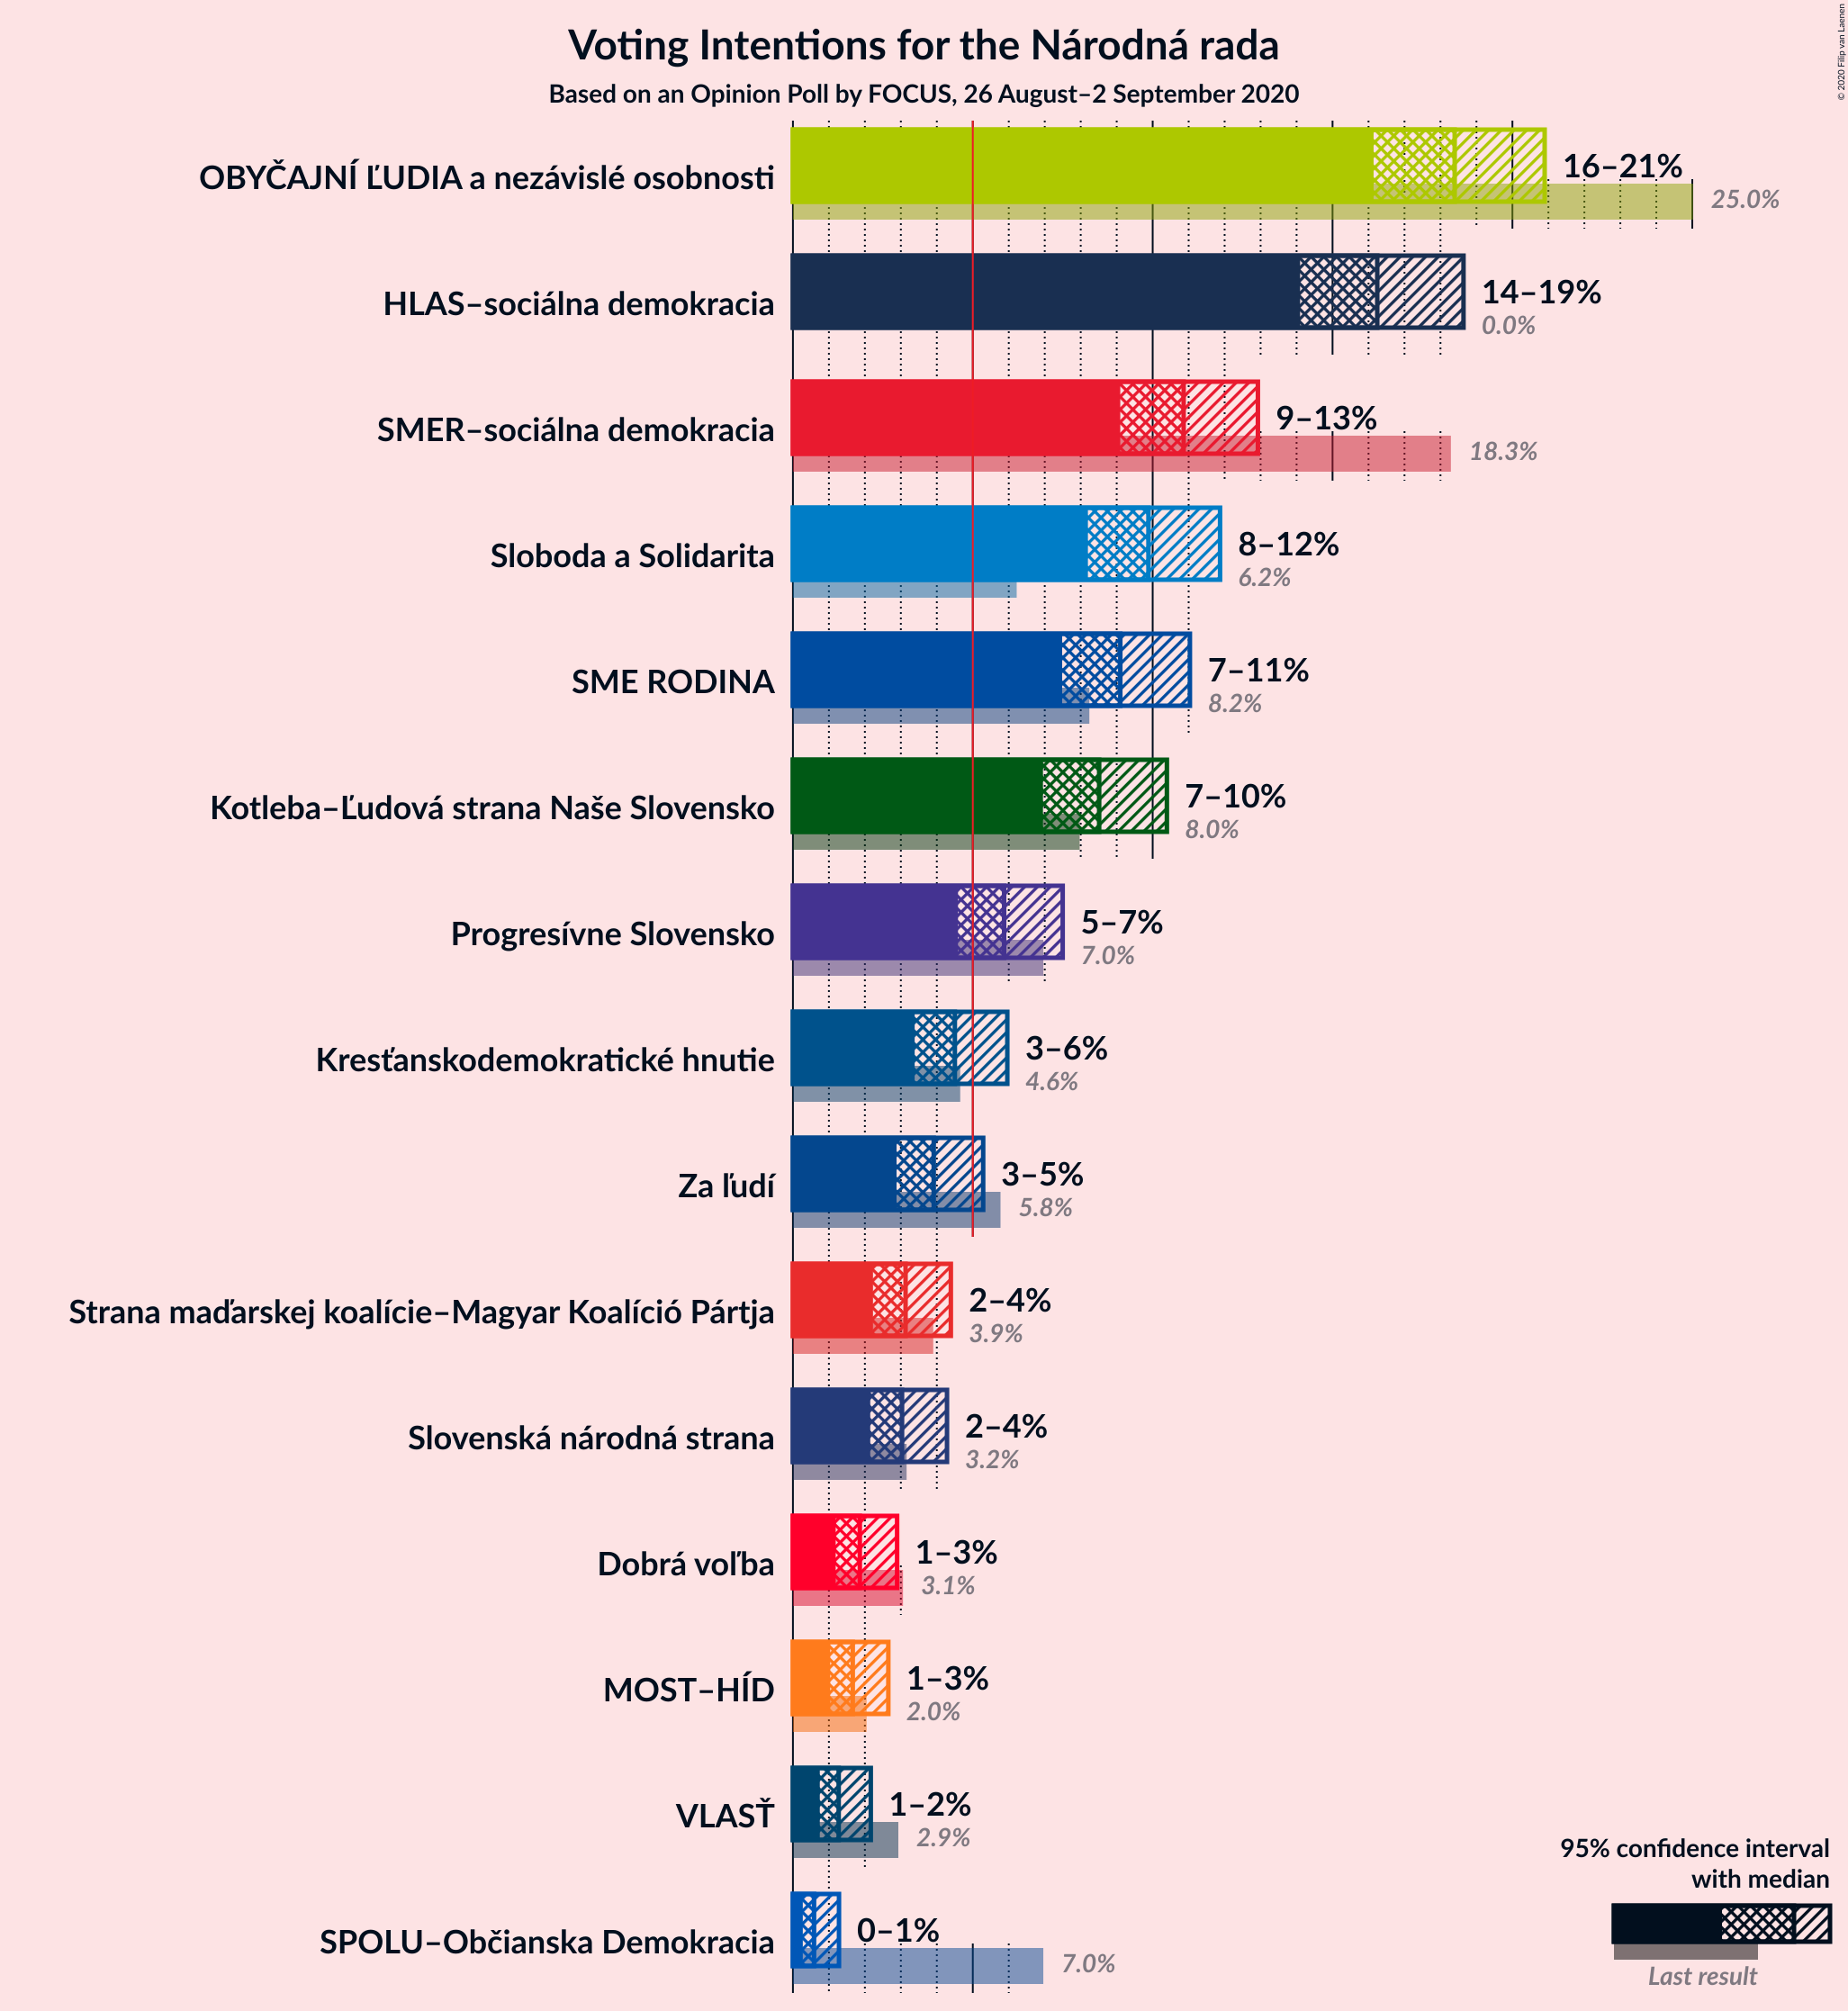 Voting Intentions for the Národná rada
Based on an Opinion Poll by FOCUS, 26 August–2 September 2020
© 2020 Filip van Laenen
OBYČAJNÍ ĽUDIA a nezávislé osobnosti
16–21%
25.0%
HLAS–sociálna demokracia
14–19%
0.0%
SMER–sociálna demokracia
9–13%
18.3%
Sloboda a Solidarita
8–12%
6.2%
SME RODINA
7–11%
8.2%
Kotleba–Ľudová strana Naše Slovensko
7–10%
8.0%
Progresívne Slovensko
5–7%
7.0%
Kresťanskodemokratické hnutie
3–6%
4.6%
Za ľudí
3–5%
5.8%
Strana maďarskej koalície–Magyar Koalíció Pártja
2–4%
3.9%
Slovenská národná strana
2–4%
3.2%
Dobrá voľba
1–3%
3.1%
MOST–HÍD
1–3%
2.0%
VLASŤ
1–2%
2.9%
SPOLU–Občianska Demokracia
0–1%
7.0%
95% confidence interval
with median
Last result